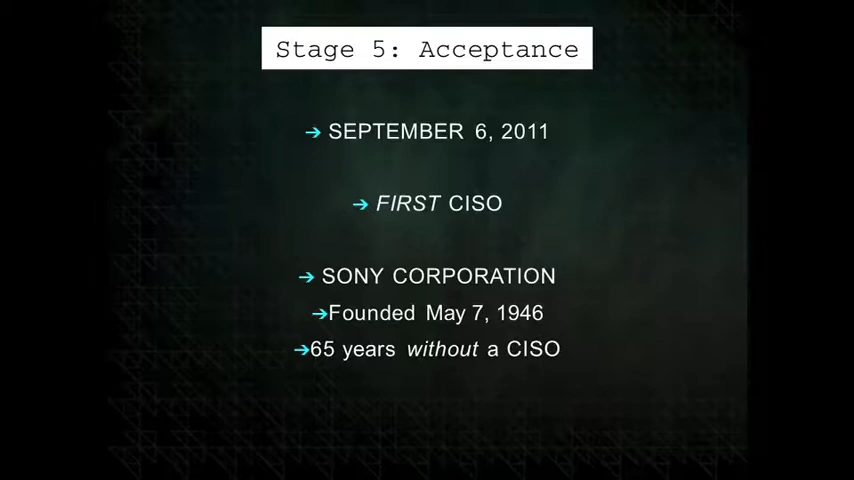 Stage 5: Acceptance
➔ SEPTEMBER 6, 2011
➔ FIRST CISO
➔ SONY CORPORATION
➔Founded May 7, 1946
➔65 years without a CISO